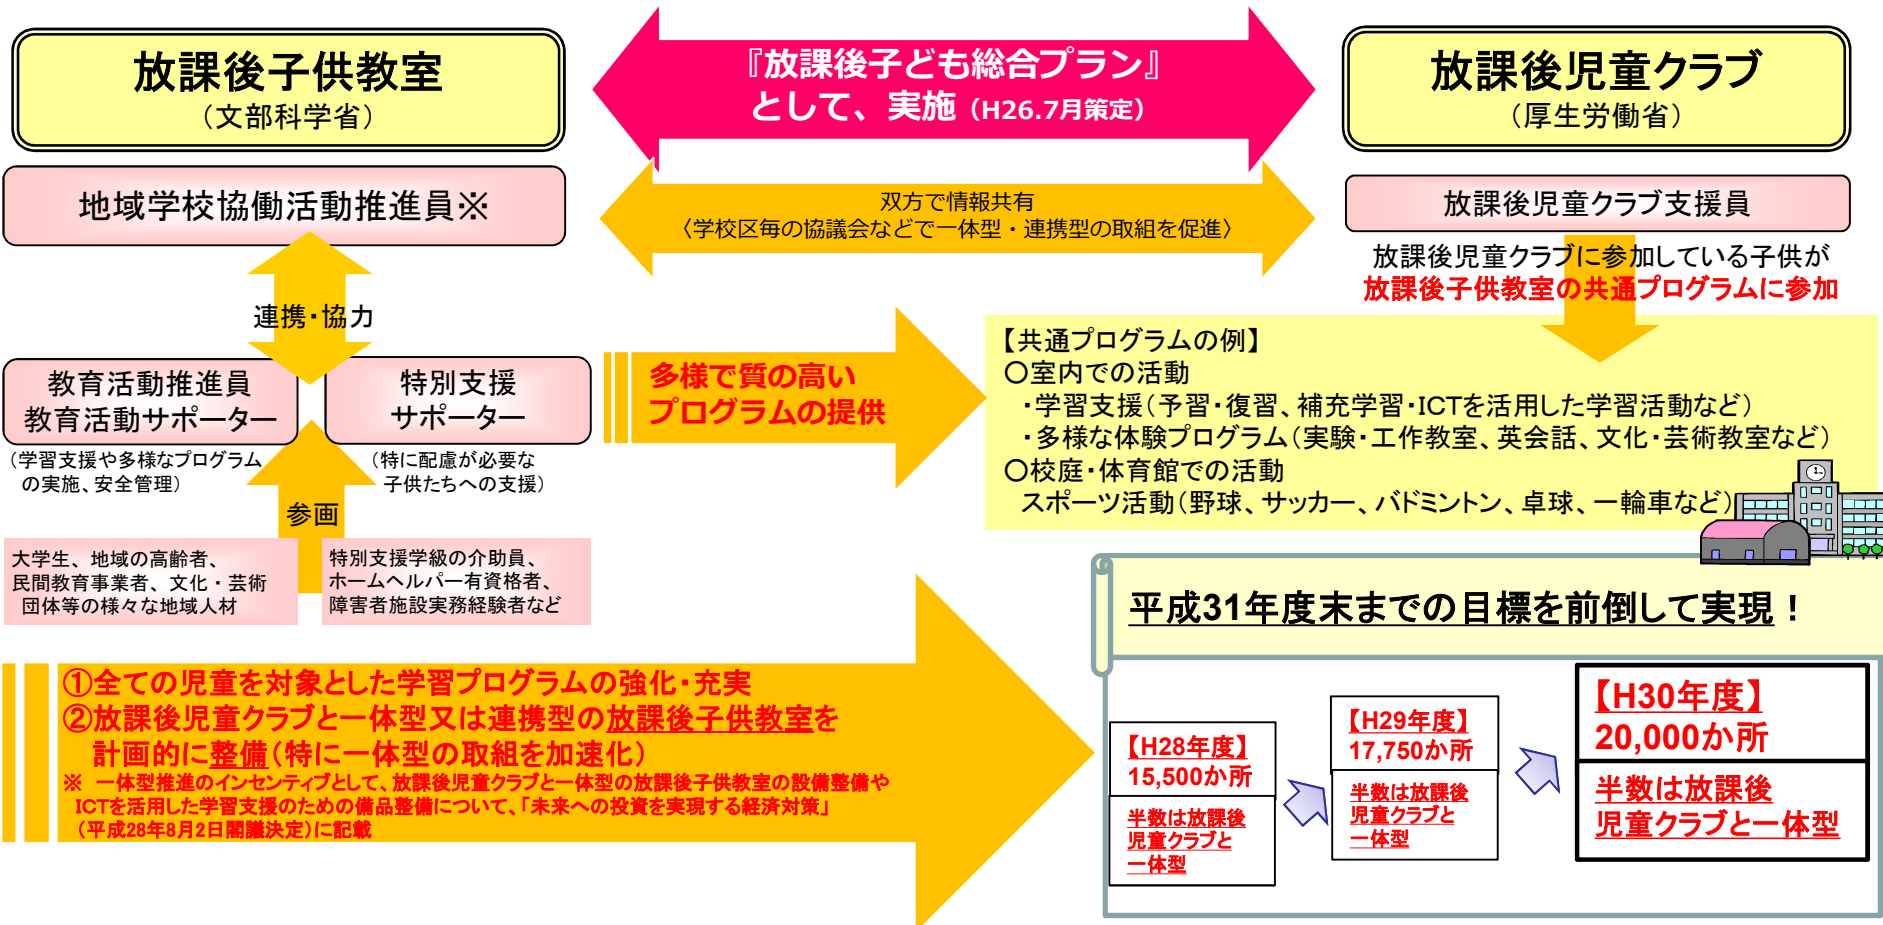 放課後子供教室
（文部科学省）
『放課後子ども総合プラン』
として、実施（H26.7月策定）
放課後児童クラブ
（厚生労働省）
地域学校協働活動推進員※
双方で情報共有
〈学校区毎の協議会などで一体型・連携型の取組を促進〉
放課後児童クラブ支援員
放課後児童クラブに参加している子供が
放課後子供教室の共通プログラムに参加
連携・協力
教育活動推進員
教育活動サポーター
特別支援
サポーター
（学習支援や多様なプログラム
の実施、安全管理）
（特に配慮が必要な
子供たちへの支援）
参画
大学生、地域の高齢者、
民間教育事業者、文化・芸術
団体等の様々な地域人材
特別支援学級の介助員、
ホームヘルパー有資格者、
障害者施設実務経験者など
多様で質の高い
プログラムの提供
【共通プログラムの例】
○室内での活動
・学習支援（予習・復習、補充学習・ICTを活用した学習活動など）
・多様な体験プログラム（実験・工作教室、英会話、文化・芸術教室など）
○校庭・体育館での活動
スポーツ活動（野球、サッカー、バドミントン、卓球、一輪車など）
①全ての児童を対象とした学習プログラムの強化・充実
②放課後児童クラブと一体型又は連携型の放課後子供教室を
計画的に整備（特に一体型の取組を加速化）
※　一体型推進のインセンティブとして、放課後児童クラブと一体型の放課後子供教室の設備整備や
ICTを活用した学習支援のための備品整備について、「未来への投資を実現する経済対策」
（平成28年8月2日閣議決定）に記載
平成31年度末までの目標を前倒して実現！
【H28年度】
15,500か所
半数は放課後
児童クラブと
一体型
【H29年度】
17,750か所
半数は放課後
児童クラブと
一体型
【H30年度】
20,000か所
半数は放課後
児童クラブと一体型